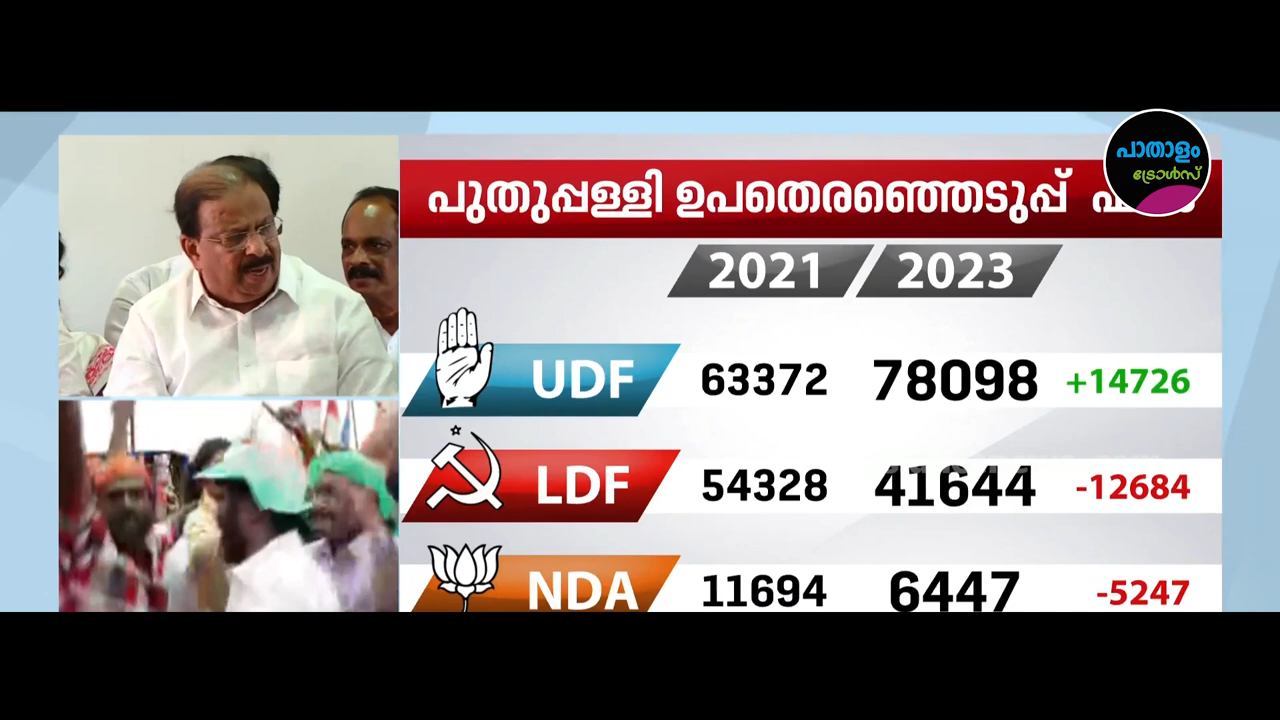 പാതാളം
ട്രോൾസ്
പുതുപ്പള്ളി ഉപതെരഞ്ഞെടുപ്പ്
2021 2023
UDF 63372 78098 +14726
LDF 54328 41644 -12684
NDA 11694 6447 -5247